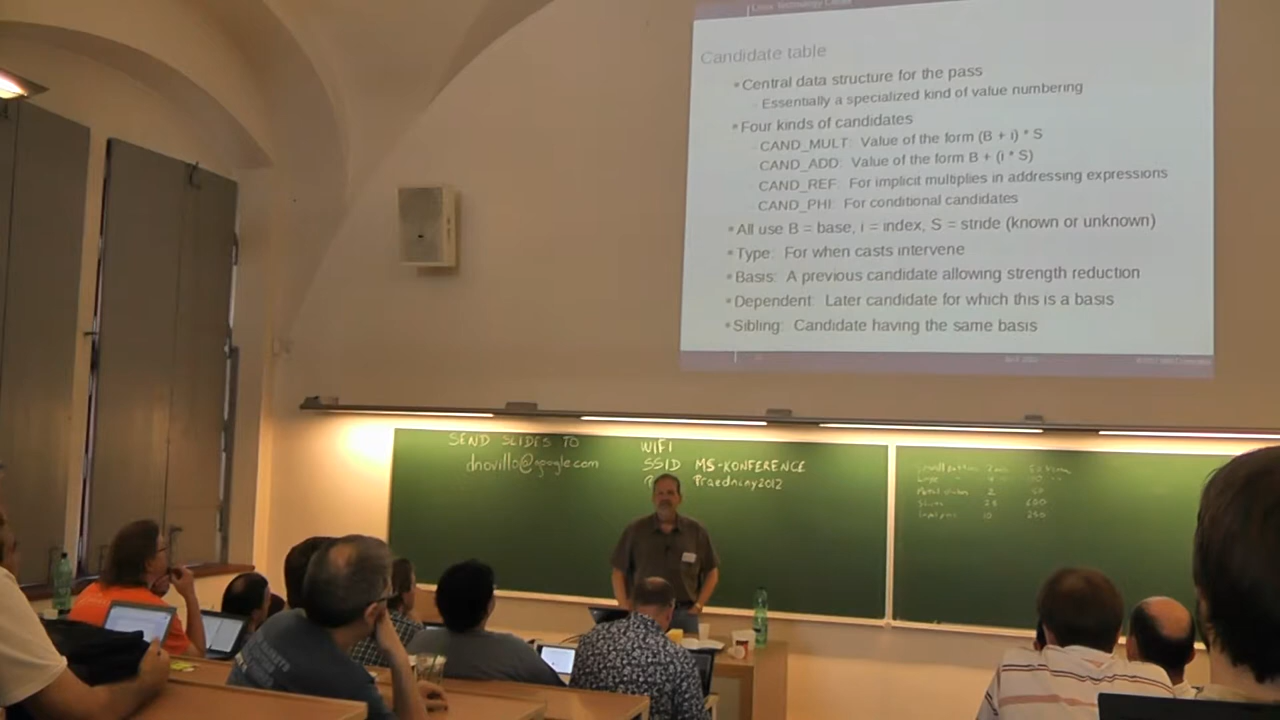 Linux Technology Center
Candidate table
Central data structure for the pass
Essentially a specialized kind of value numbering
Four kinds of candidates
CAND_MULT: Value of the form (B + i) * S
CAND_ADD: Value of the form B + (i * S)
CAND_REF: For implicit multiplies in addressing expressions
CAND_PHI: For conditional candidates
All use B = base, i = index, S = stride (known or unknown)
Type: For when casts intervene
Basis: A previous candidate allowing strength reduction
Dependent: Later candidate for which this is a basis
Sibling: Candidate having the same basis
SEND SLIDES TO
dnovillo@google.com
WIFI
SSID MS-KONFERENCE
Praedniny2012